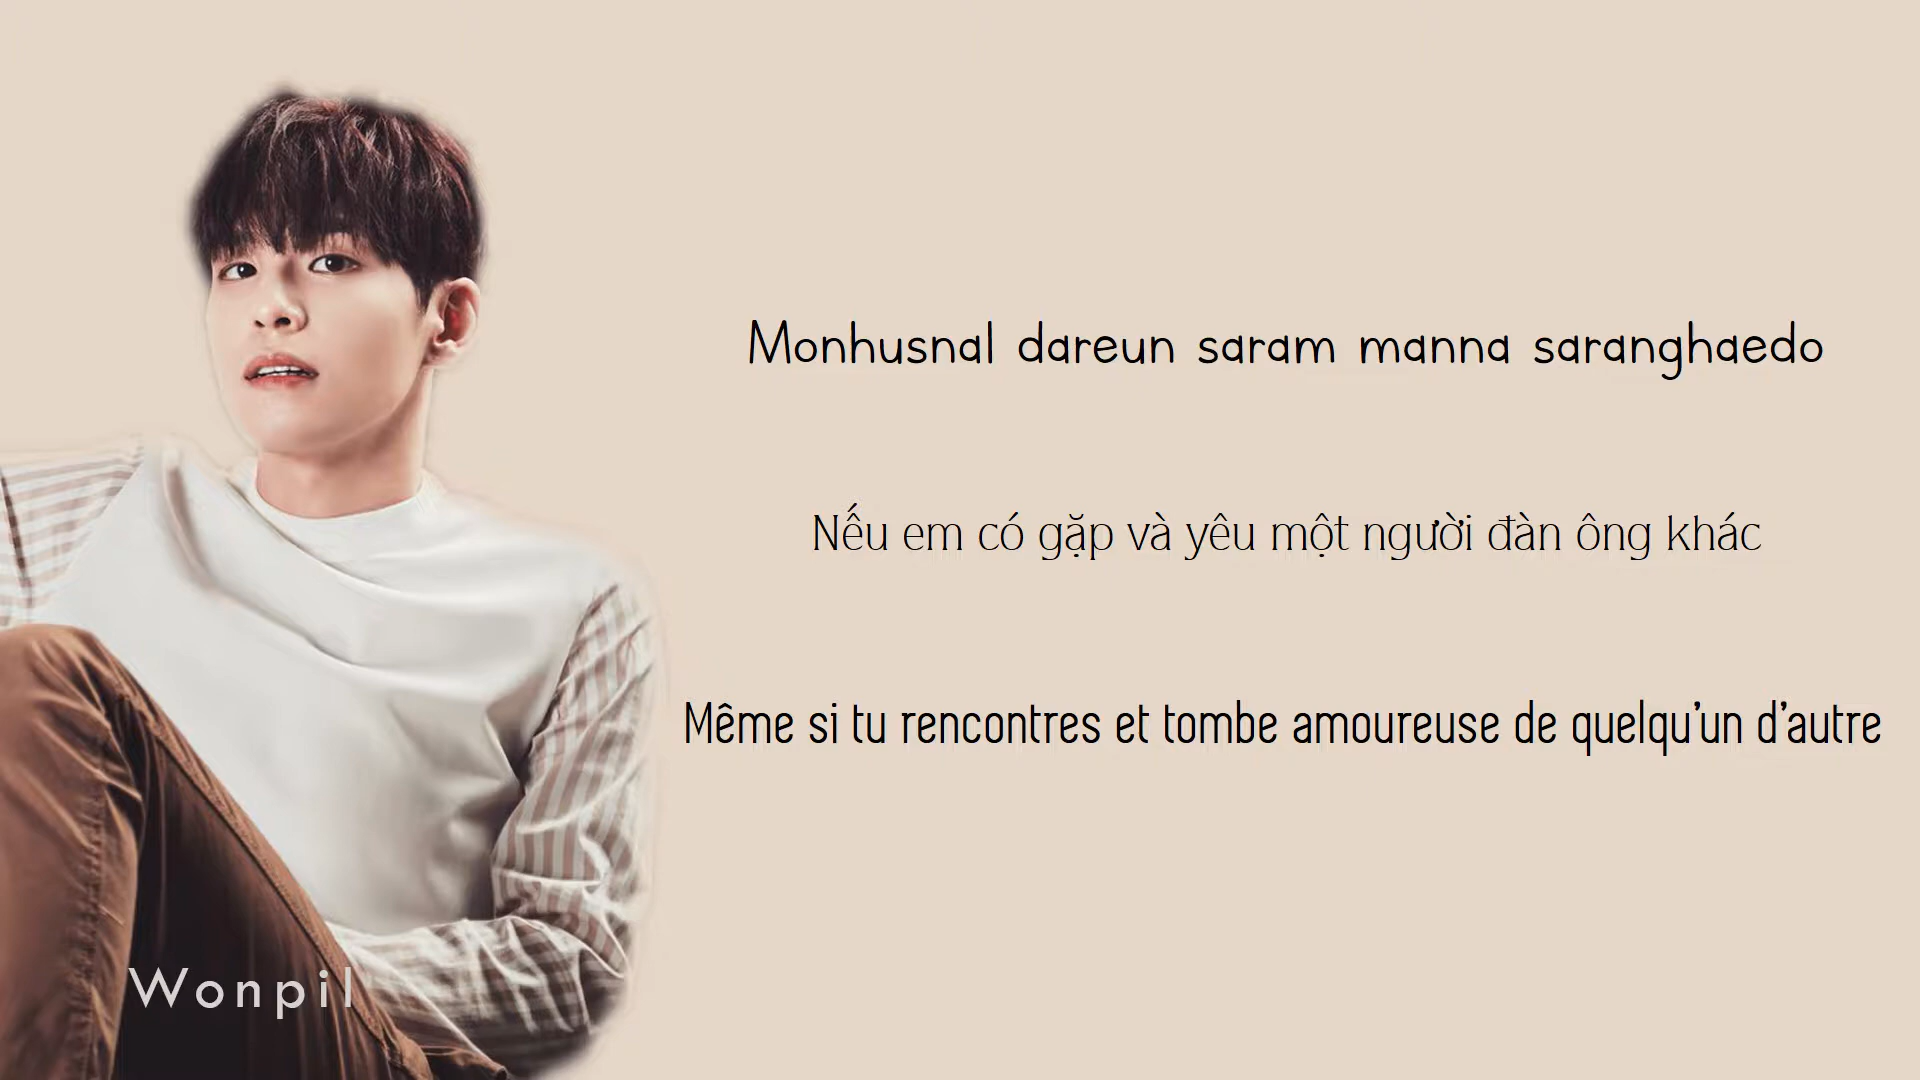 Monhusnal dareun saram manna saranghaedo
Nếu em có gặp và yêu một người đàn ông khác
Même si tu rencontres et tombe amoureuse de quelqu'un d'autre
Wonpil